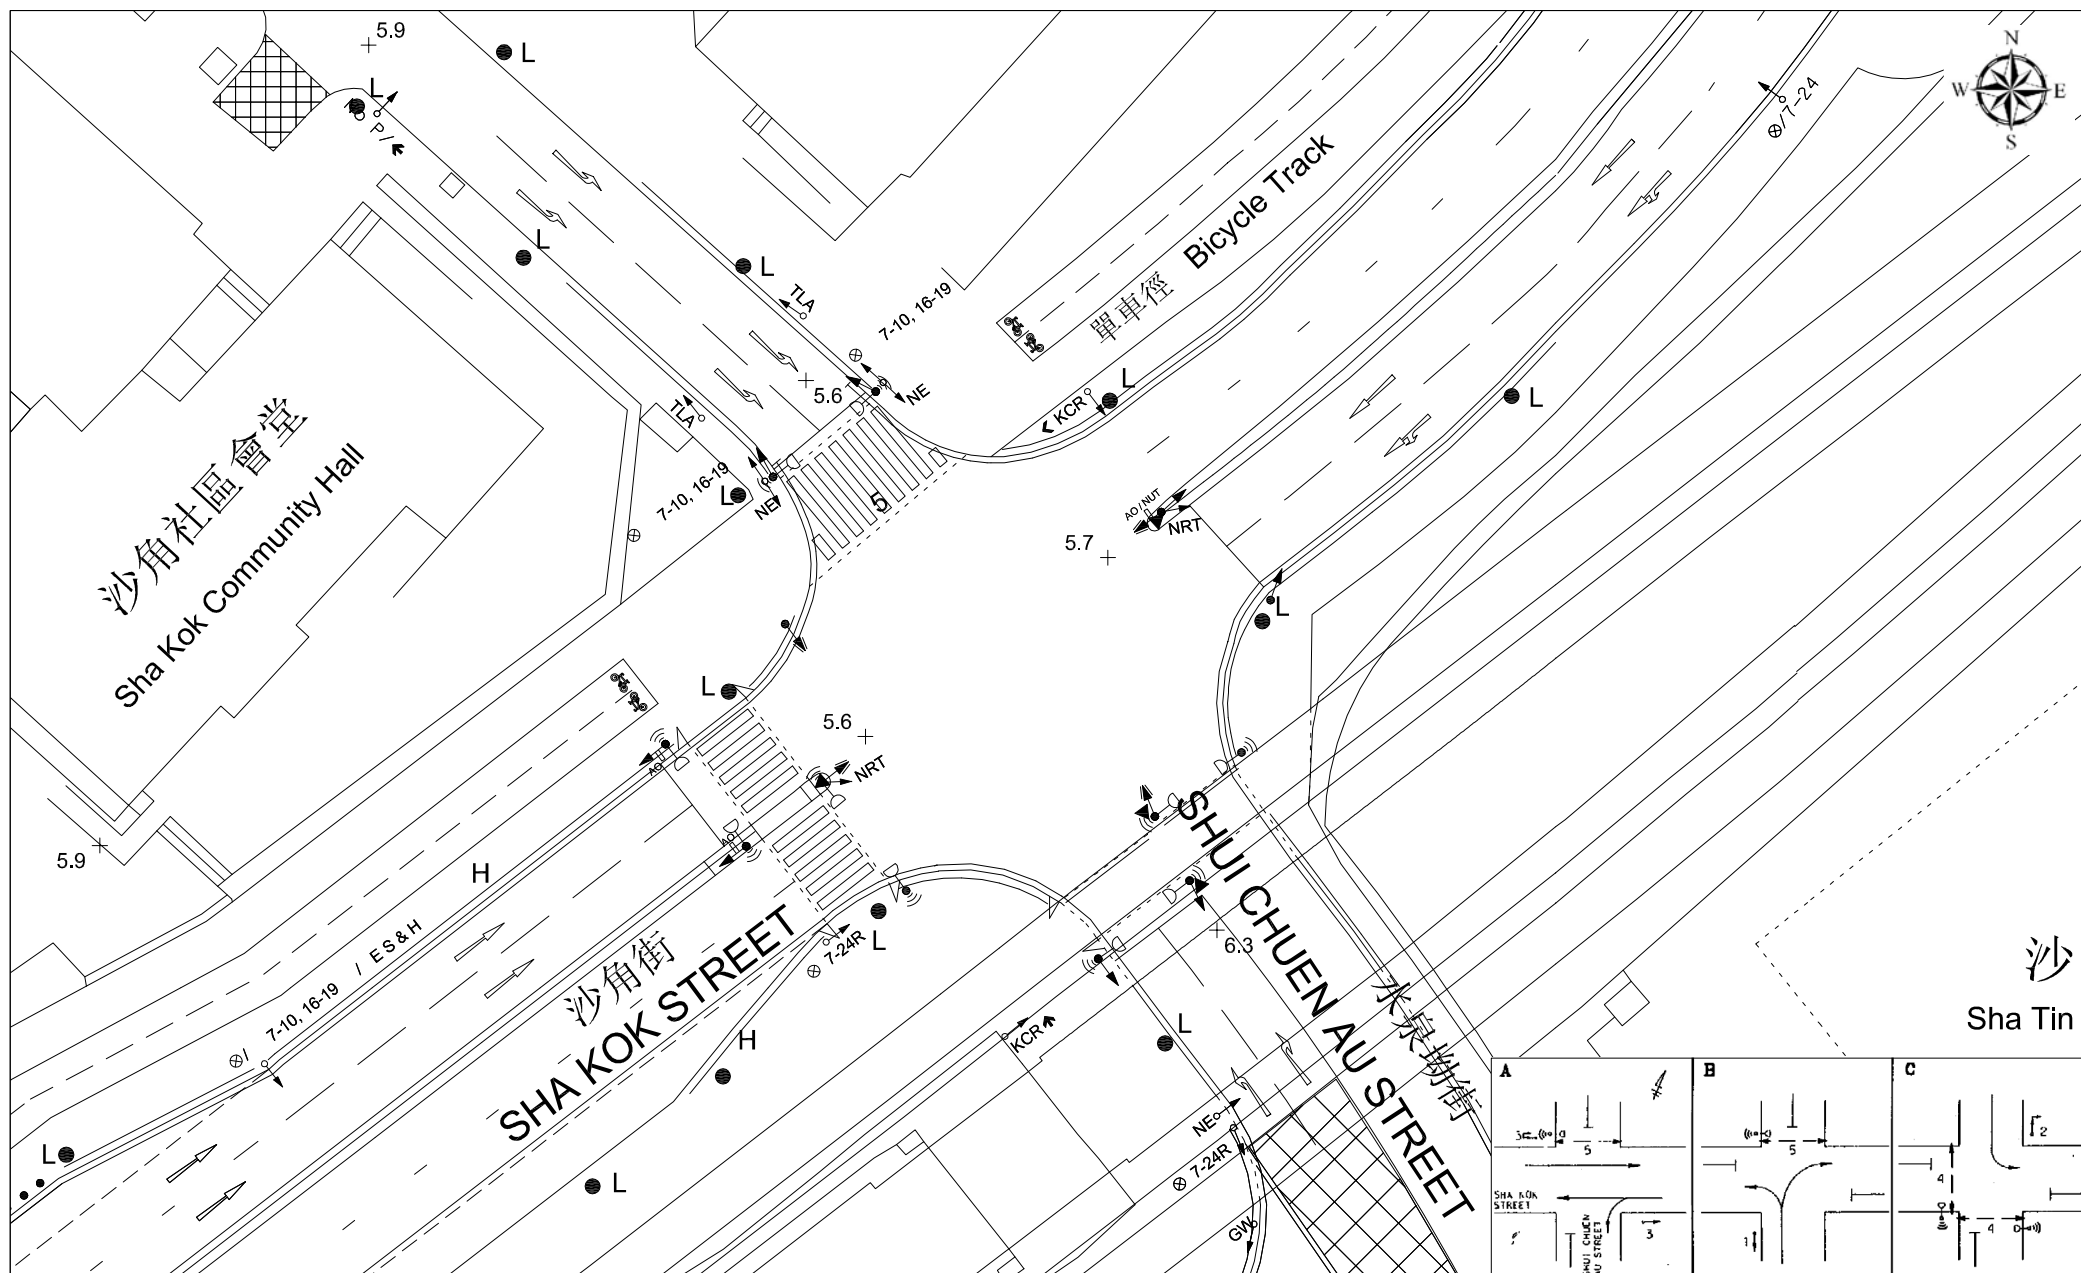 5.9
L
L
P /
N
W
E
S
/ 7-24
L
L
TLA
7-10, 16-19
單車徑 Bicycle Track
5.6
NE
L
KCR
L
TLA
7-10, 16-19
L
NE
5
沙角社區會堂
Sha Kok Community Hall
AO / NUT
NRT
5.7
L
L
5.6
NRT
AO
5.9
H
L
7-24R
6.3
7-10, 16-19 / E S & H
沙角街
SHA KOK STREET
H
KCR
L
SHUI CHUEN AU STREET
水泉坳街
沙
Sha Tin
L
L
NE
7-24R
GW
A
B
C
3
5
SHA KOK
STREET
SHUI CHUEN
AU STREET
3
5
1
2
4
4